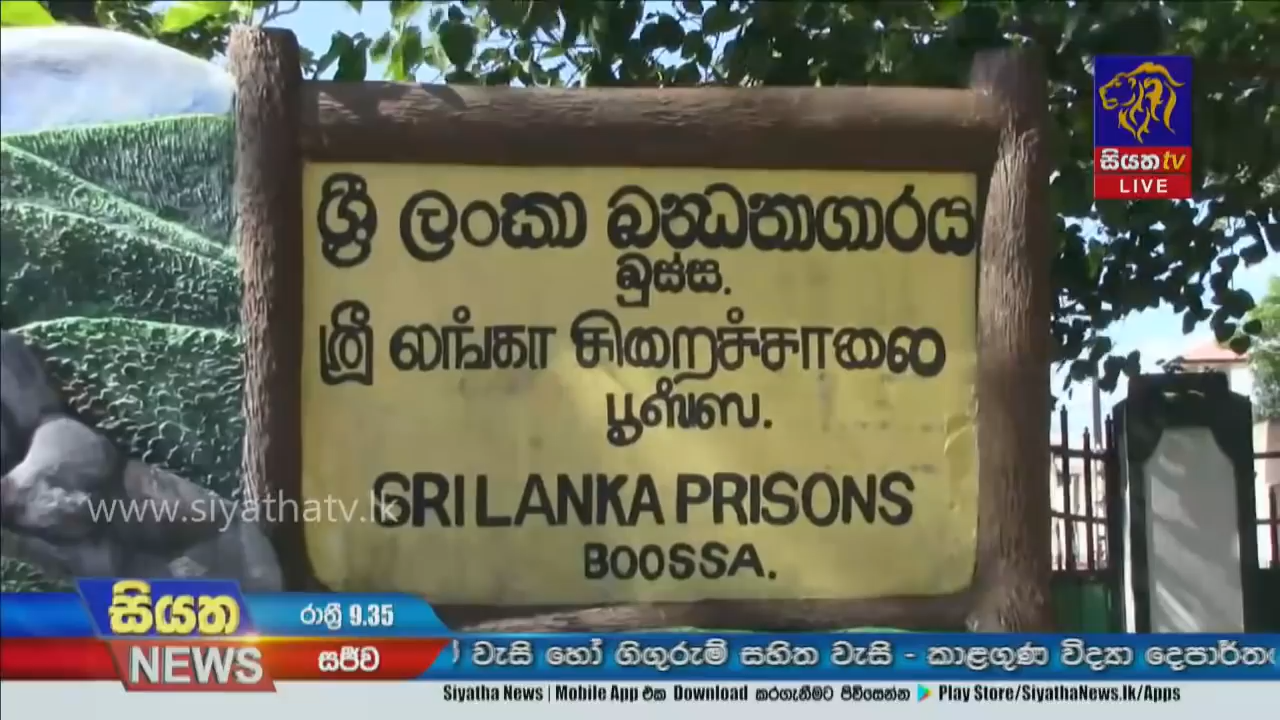 සියත tv
LIVE
ශ්‍රී ලංකා බන්ධනාගාරය
බුස්ස.
ஸ்ரீ லங்கா சிறைச்சாலை
பூஸ்ஸ.
SRI LANKA PRISONS
BOOSSA.
www.siyathatv.lk
සියත
NEWS
රාත්‍රී 9.35
සජීව
වැසි හෝ ගිගුරුම් සහිත වැසි - කාළගුණ විද්‍යා
Siyatha News | Mobile App එක Download කරගැනීමට පිවිසෙන්න Play Store/SiyathaNews.lk/Apps